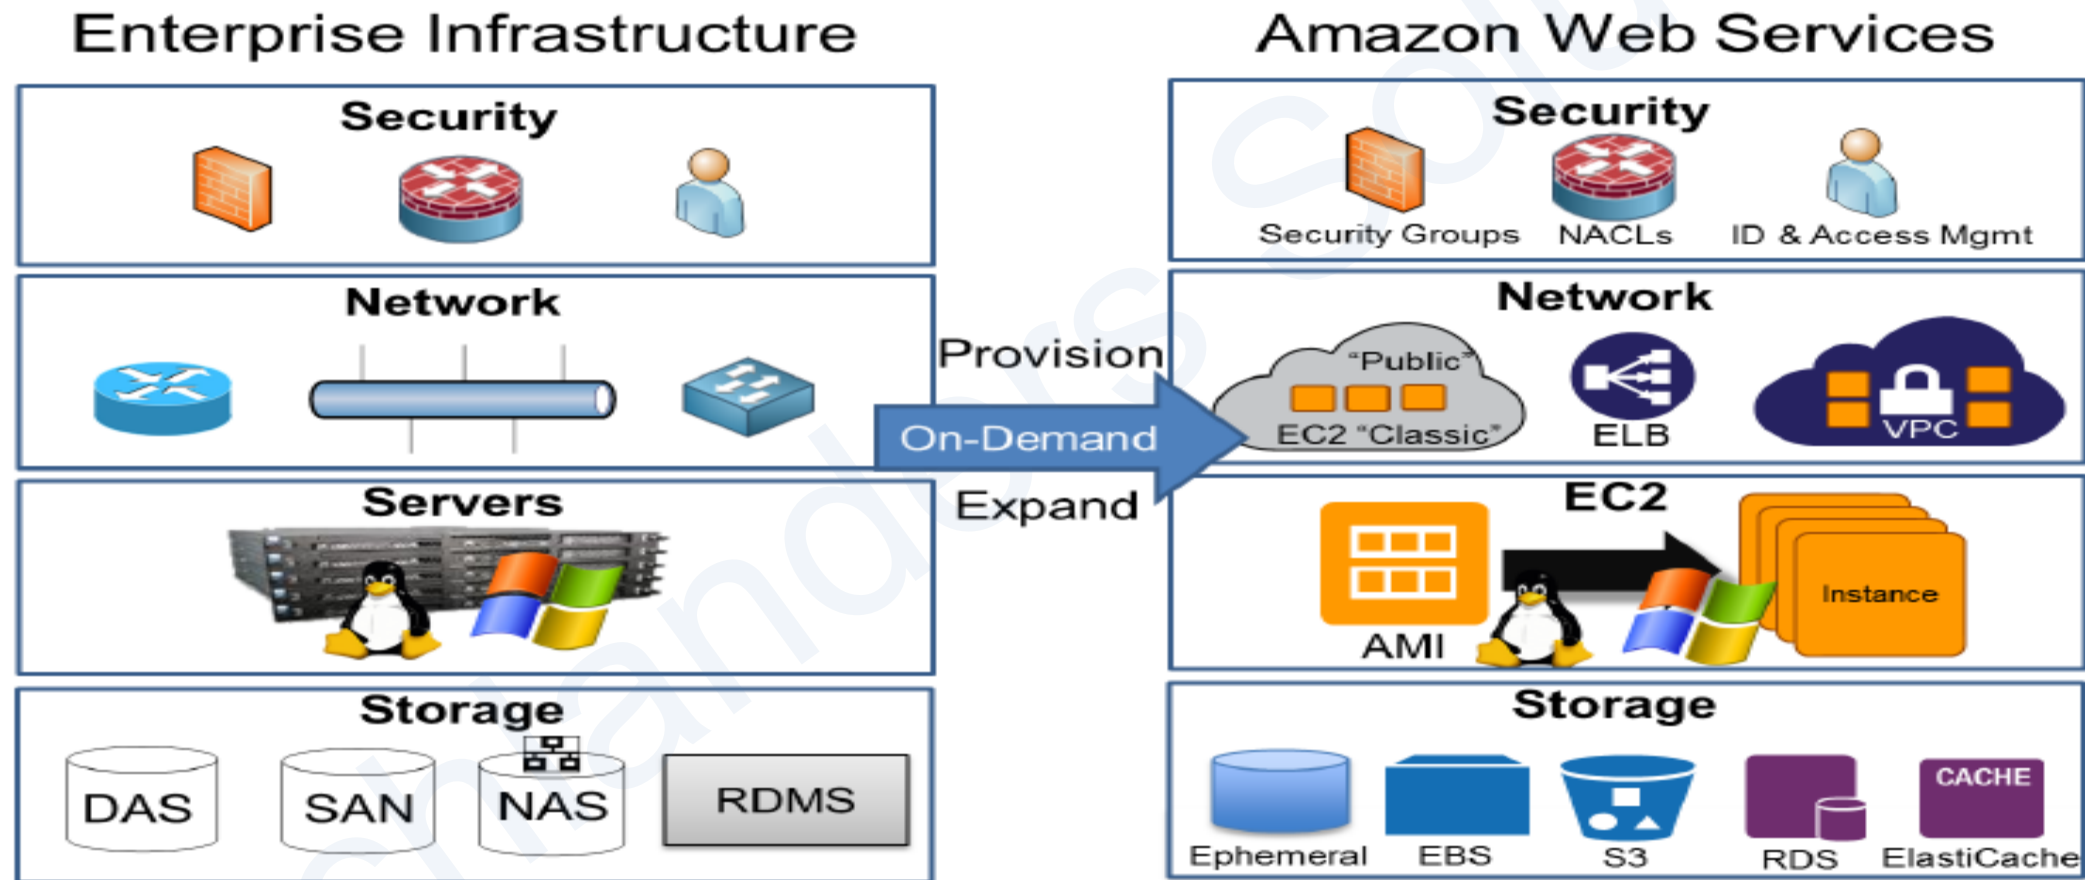 Enterprise Infrastructure
Security
Network
Servers
Storage
DAS
SAN
NAS
RDMS
Provision
On-Demand
Expand
Amazon Web Services
Security
Security Groups
NACLs
ID & Access Mgmt
Network
"Public"
EC2 "Classic"
ELB
VPC
EC2
AMI
Instance
Storage
CACHE
Ephemeral
EBS
S3
RDS
ElastiCache